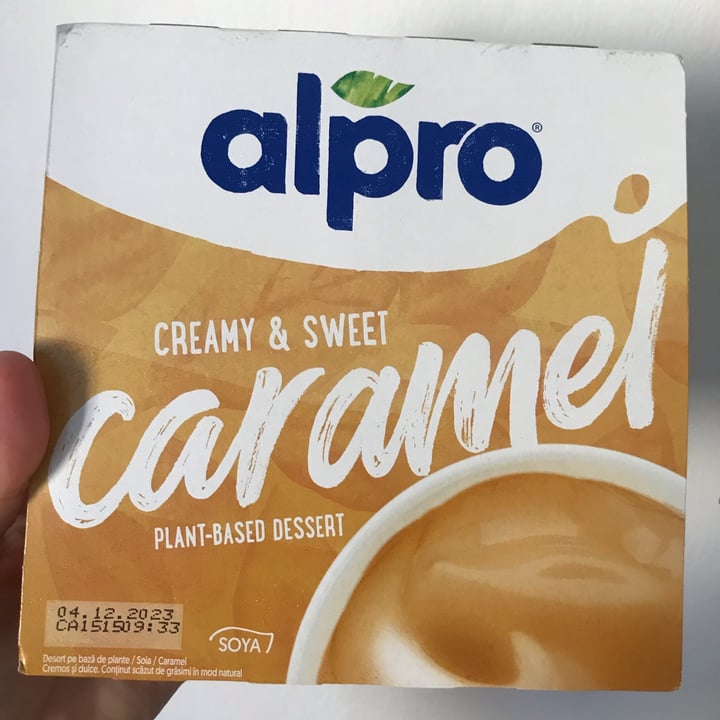 alpro®
CREAMY & SWEET
caramel
PLANT-BASED DESSERT
04.12.2023
CA151509:33
SOYA
Desert pe bază de plante / Soia / Caramel
Cremos și dulce. Conținut scăzut de grăsimi în mod natural